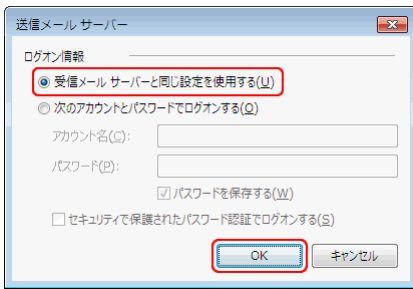 送信メール サーバー
ログオン情報
受信メール サーバーと同じ設定を使用する(U)
次のアカウントとパスワードでログオンする(O)
アカウント名(C):
パスワード(P):
パスワードを保存する(W)
セキュリティで保護されたパスワード認証でログオンする(S)
OK キャンセル